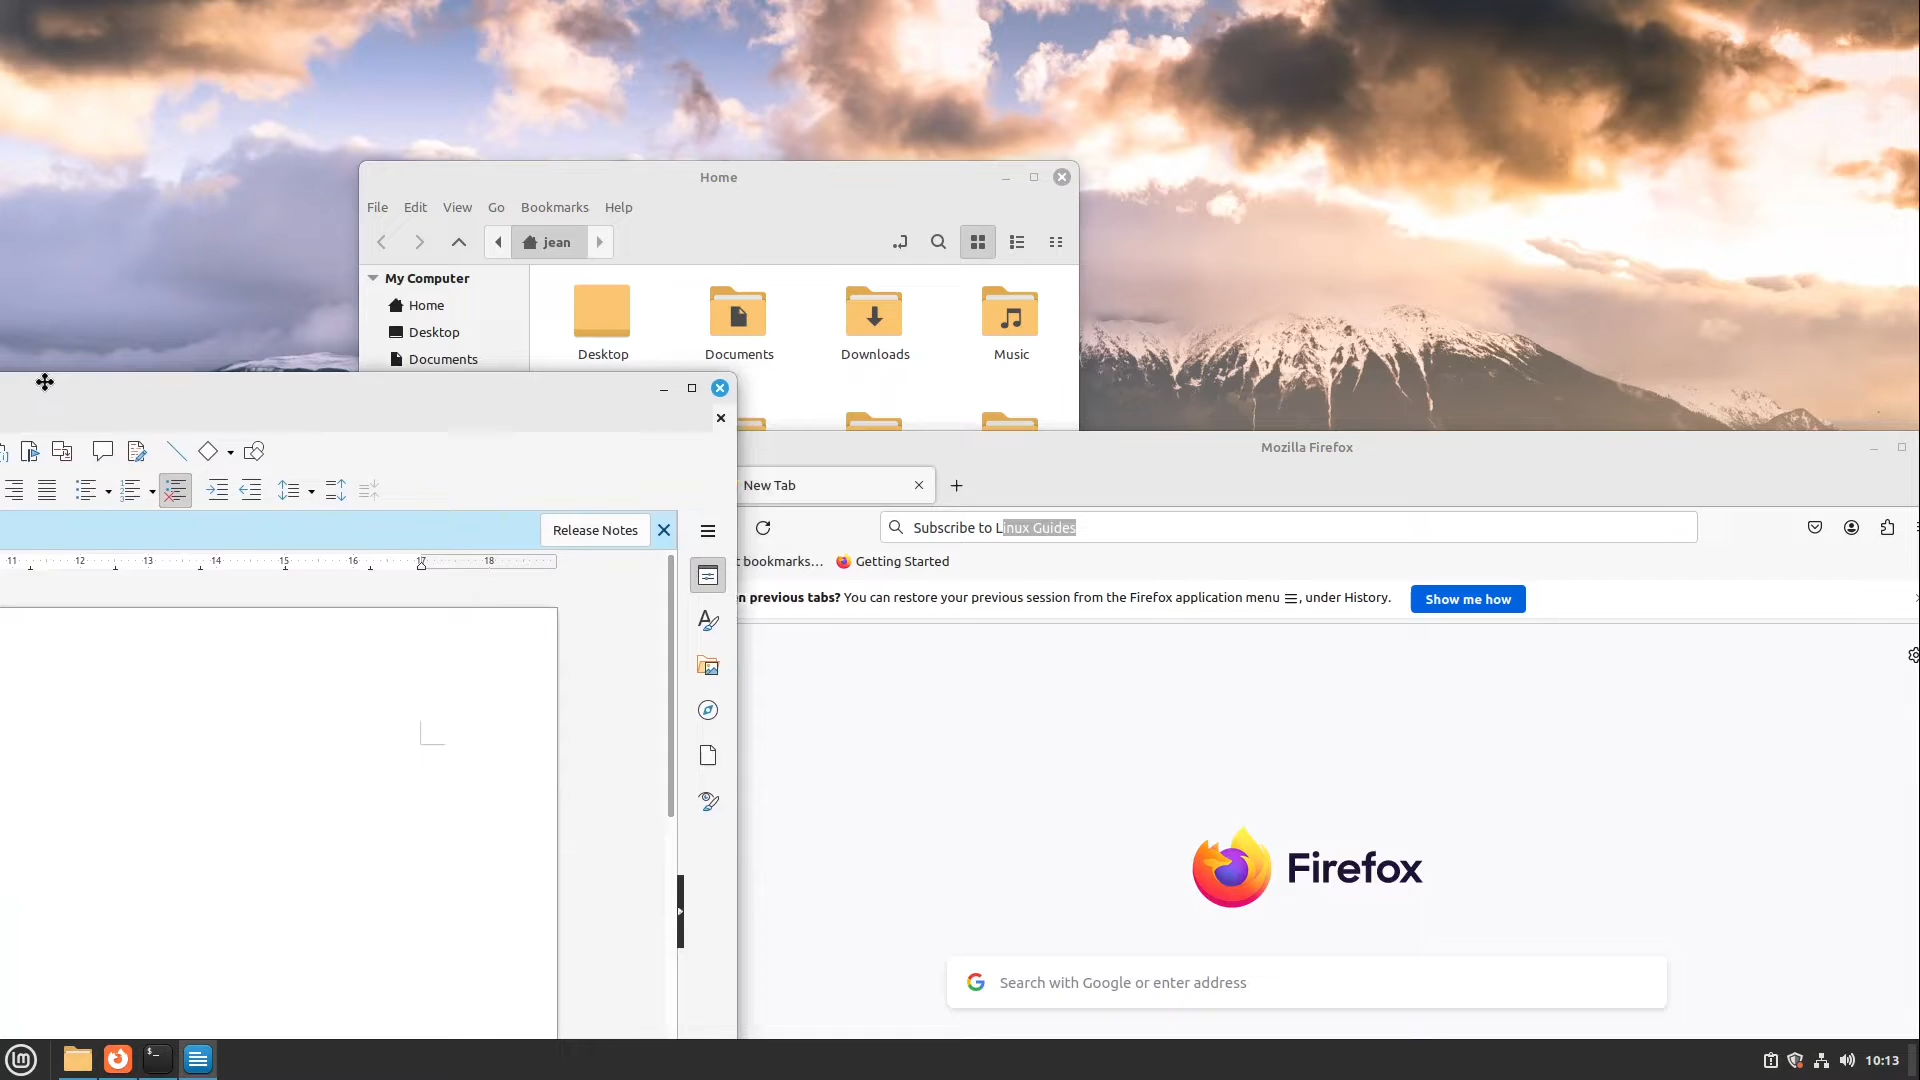 Home
File Edit View Go Bookmarks Help
jean
My Computer
Home
Desktop
Documents
Desktop Documents Downloads Music
Mozilla Firefox
New Tab
Subscribe to Linux Guides
bookmarks… Getting Started
previous tabs? You can restore your previous session from the Firefox application menu ☰, under History. Show me how
Release Notes
11 12 13 14 15 16 17 18
Firefox
Search with Google or enter address
10:13